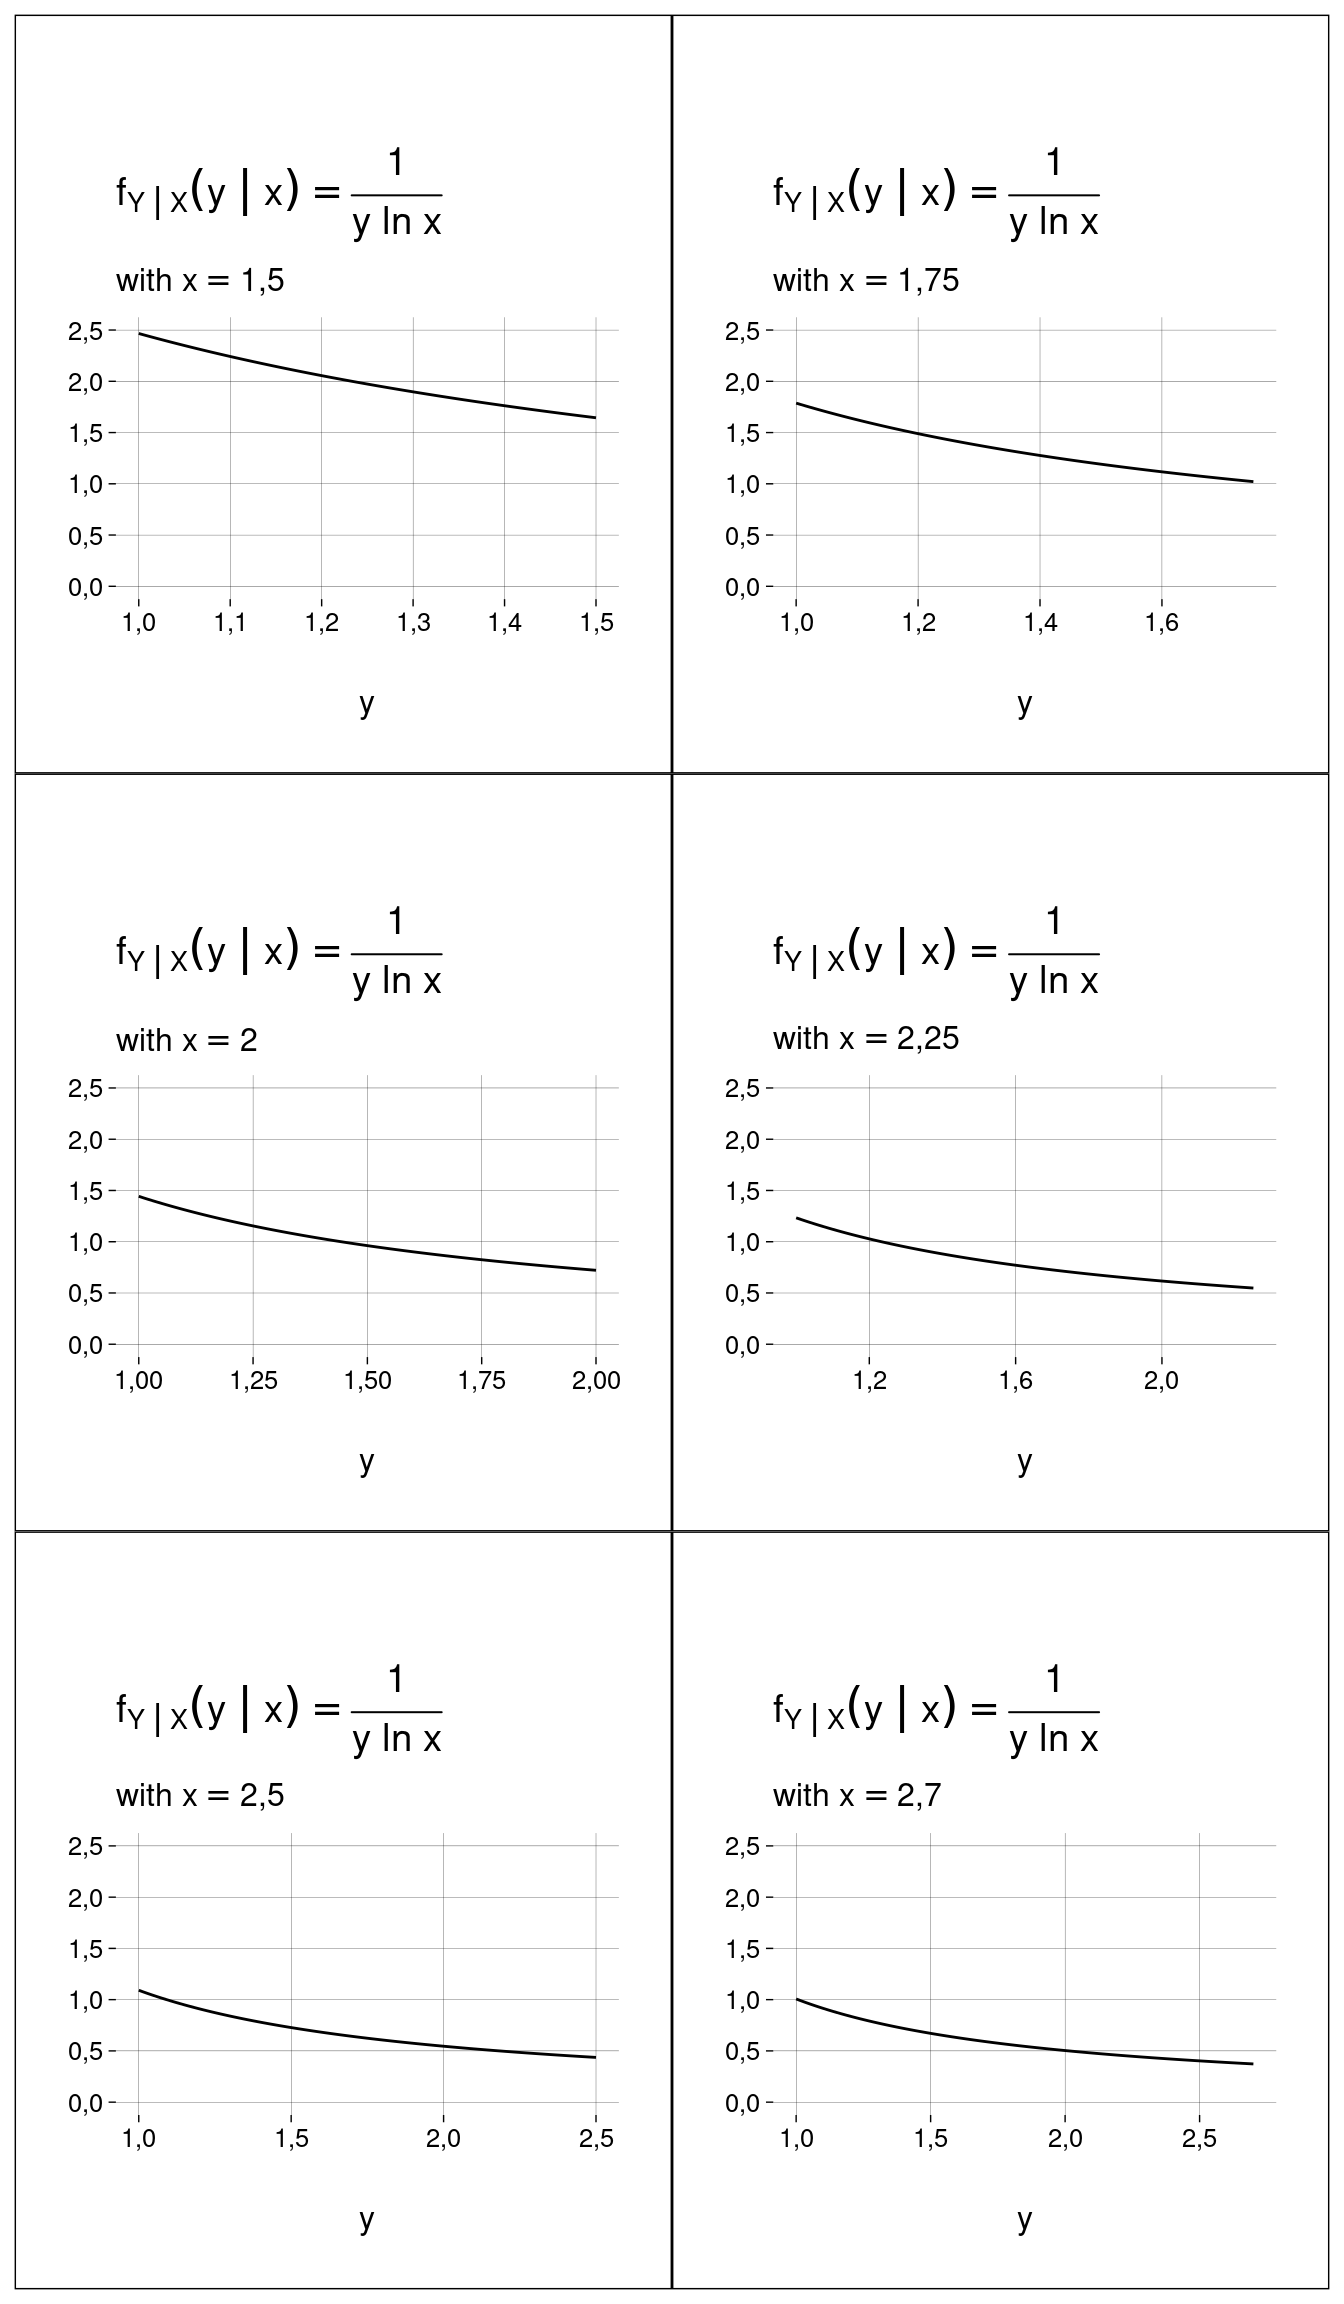 f_{Y | X}(y | x) = \frac{1}{y ln x}
with x = 1,5
2,5
2,0
1,5
1,0
0,5
0,0
1,0 1,1 1,2 1,3 1,4 1,5
y
f_{Y | X}(y | x) = \frac{1}{y ln x}
with x = 1,75
2,5
2,0
1,5
1,0
0,5
0,0
1,0 1,2 1,4 1,6
y
f_{Y | X}(y | x) = \frac{1}{y ln x}
with x = 2
2,5
2,0
1,5
1,0
0,5
0,0
1,00 1,25 1,50 1,75 2,00
y
f_{Y | X}(y | x) = \frac{1}{y ln x}
with x = 2,25
2,5
2,0
1,5
1,0
0,5
0,0
1,2 1,6 2,0
y
f_{Y | X}(y | x) = \frac{1}{y ln x}
with x = 2,5
2,5
2,0
1,5
1,0
0,5
0,0
1,0 1,5 2,0 2,5
y
f_{Y | X}(y | x) = \frac{1}{y ln x}
with x = 2,7
2,5
2,0
1,5
1,0
0,5
0,0
1,0 1,5 2,0 2,5
y